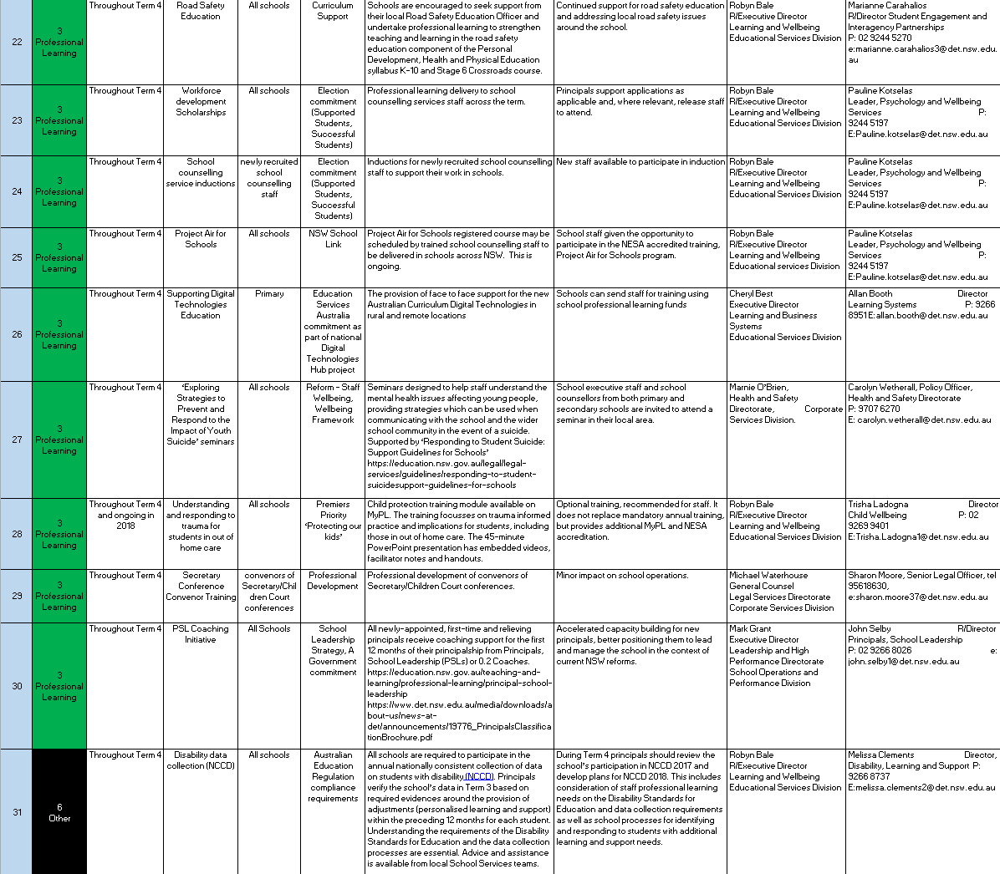 22
3
Professional
Learning
Throughout Term 4
Road Safety
Education
All schools
Curriculum
Support
Schools are encouraged to seek support from
their local Road Safety Education Officer and
undertake professional learning to strengthen
teaching and learning in the road safety
education component of the Personal
Development, Health and Physical Education
syllabus K-10 and Stage 6 Crossroads course.
Continued support for road safety education
and addressing local road safety issues
around the school.
Robyn Bale
R/Executive Director
Learning and Wellbeing
Educational Services Division
Marianne Carahalios
R/Director Student Engagement and
Interagency Partnerships
P: 02 9244 5270
e:marianne.carahalios3@det.nsw.edu.
au
23
3
Professional
Learning
Throughout Term 4
Workforce
development
Scholarships
All schools
Election
commitment
(Supported
Students,
Successful
Students)
Professional learning delivery to school
counselling services staff across the term.
Principals support applications as
applicable and, where relevant, release staff
to attend.
Robyn Bale
R/Executive Director
Learning and Wellbeing
Educational Services Division
Pauline Kotselas
Leader, Psychology and Wellbeing
Services P:
9244 5197
E:Pauline.kotselas@det.nsw.edu.au
24
3
Professional
Learning
Throughout Term 4
School
counselling
service inductions
newly recruited
school
counselling
staff
Election
commitment
(Supported
Students,
Successful
Students)
Inductions for newly recruited school counselling
staff to support their work in schools.
New staff available to participate in induction
Robyn Bale
R/Executive Director
Learning and Wellbeing
Educational Services Division
Pauline Kotselas
Leader, Psychology and Wellbeing
Services P:
9244 5197
E:Pauline.kotselas@det.nsw.edu.au
25
3
Professional
Learning
Throughout Term 4
Project Air for
Schools
All schools
NSW School
Link
Project Air for Schools registered course may be
scheduled by trained school counselling staff to
be delivered in schools across NSW. This is
ongoing.
School staff given the opportunity to
participate in the NESA accredited training,
Project Air for Schools program.
Robyn Bale
R/Executive Director
Learning and Wellbeing
Educational services Division
Pauline Kotselas
Leader, Psychology and Wellbeing
Services P:
9244 5197
E:Pauline.kotselas@det.nsw.edu.au
26
3
Professional
Learning
Throughout Term 4
Supporting Digital
Technologies
Education
Primary
Education
Services
Australia
commitment as
part of national
Digital
Technologies
Hub project
The provision of face to face support for the new
Australian Curriculum Digital Technologies in
rural and remote locations
Schools can send staff for training using
school professional learning funds
Cheryl Best
Executive Director
Learning and Business
Systems
Educational Services Division
Allan Booth Director
Learning Systems P: 9266
8951 E:allan.booth@det.nsw.edu.au
27
3
Professional
Learning
Throughout Term 4
'Exploring
Strategies to
Prevent and
Respond to the
Impact of Youth
Suicide' seminars
All schools
Reform - Staff
Wellbeing,
Wellbeing
Framework
Seminars designed to help staff understand the
mental health issues affecting young people,
providing strategies which can be used when
communicating with the school and the wider
school community in the event of a suicide.
Supported by 'Responding to Student Suicide:
Support Guidelines for Schools'
https://education.nsw.gov.au/legal/legal-
services/guidelines/responding-to-student-
suicidesupport-guidelines-for-schools
School executive staff and school
counsellors from both primary and
secondary schools are invited to attend a
seminar in their local area.
Marnie O'Brien,
Health and Safety
Directorate, Corporate
Services Division.
Carolyn Wetherall, Policy Officer,
Health and Safety Directorate
P: 9707 6270
E: carolyn.wetherall@det.nsw.edu.au
28
3
Professional
Learning
Throughout Term 4
and ongoing in
2018
Understanding
and responding to
trauma for
students in out of
home care
All schools
Premiers
Priority
'Protecting our
kids'
Child protection training module available on
MyPL. The training focusses on trauma informed
practice and implications for students, including
those in out of home care. The 45-minute
PowerPoint presentation has embedded videos,
facilitator notes and handouts.
Optional training, recommended for staff. It
does not replace mandatory annual training,
but provides additional MyPL and NESA
accreditation.
Robyn Bale
R/Executive Director
Learning and Wellbeing
Educational Services Division
Trisha Ladogna Director
Child Wellbeing P: 02
9269 9401
E:Trisha.Ladogna1@det.nsw.edu.au
29
3
Professional
Learning
Throughout Term 4
Secretary
Conference
Convenor Training
convenors of
Secretary/Chil
dren Court
conferences
Professional
Development
Professional development of convenors of
Secretary/Children Court conferences.
Minor impact on school operations.
Michael Waterhouse
General Counsel
Legal Services Directorate
Corporate Services Division
Sharon Moore, Senior Legal Officer, tel
95618630,
e:sharon.moore37@det.nsw.edu.au
30
3
Professional
Learning
Throughout Term 4
PSL Coaching
Initiative
All Schools
School
Leadership
Strategy, A
Government
commitment
All newly-appointed, first-time and relieving
principals receive coaching support for the first
12 months of their principalship from Principals,
School Leadership (PSLs) or 0.2 Coaches.
https://education.nsw.gov.au/teaching-and-
learning/professional-learning/principal-school-
leadership
https://www.det.nsw.edu.au/media/downloads/a
bout-us/news-at-
det/announcements/19776_PrincipalsClassifica
tionBrochure.pdf
Accelerated capacity building for new
principals, better positioning them to lead
and manage the school in the context of
current NSW reforms.
Mark Grant
Executive Director
Leadership and High
Performance Directorate
School Operations and
Performance Division
John Selby R/Director
Principals, School Leadership
P: 02 9266 8026 e:
john.selby1@det.nsw.edu.au
31
6
Other
Throughout Term 4
Disability data
collection (NCCD)
All schools
Australian
Education
Regulation
compliance
requirements
All schools are required to participate in the
annual nationally consistent collection of data
on students with disability (NCCD). Principals
verify the school's data in Term 3 based on
required evidences around the provision of
adjustments (personalised learning and support)
within the preceding 12 months for each student.
Understanding the requirements of the Disability
Standards for Education and the data collection
processes are essential. Advice and assistance
is available from local School Services teams.
During Term 4 principals should review the
school's participation in NCCD 2017 and
develop plans for NCCD 2018. This includes
consideration of staff professional learning
needs on the Disability Standards for
Education and data collection requirements
as well as school processes for identifying
and responding to students with additional
learning and support needs.
Robyn Bale
R/Executive Director
Learning and Wellbeing
Educational Services Division
Melissa Clements Director,
Disability, Learning and Support P:
9266 8737
E:melissa.clements2@det.nsw.edu.au